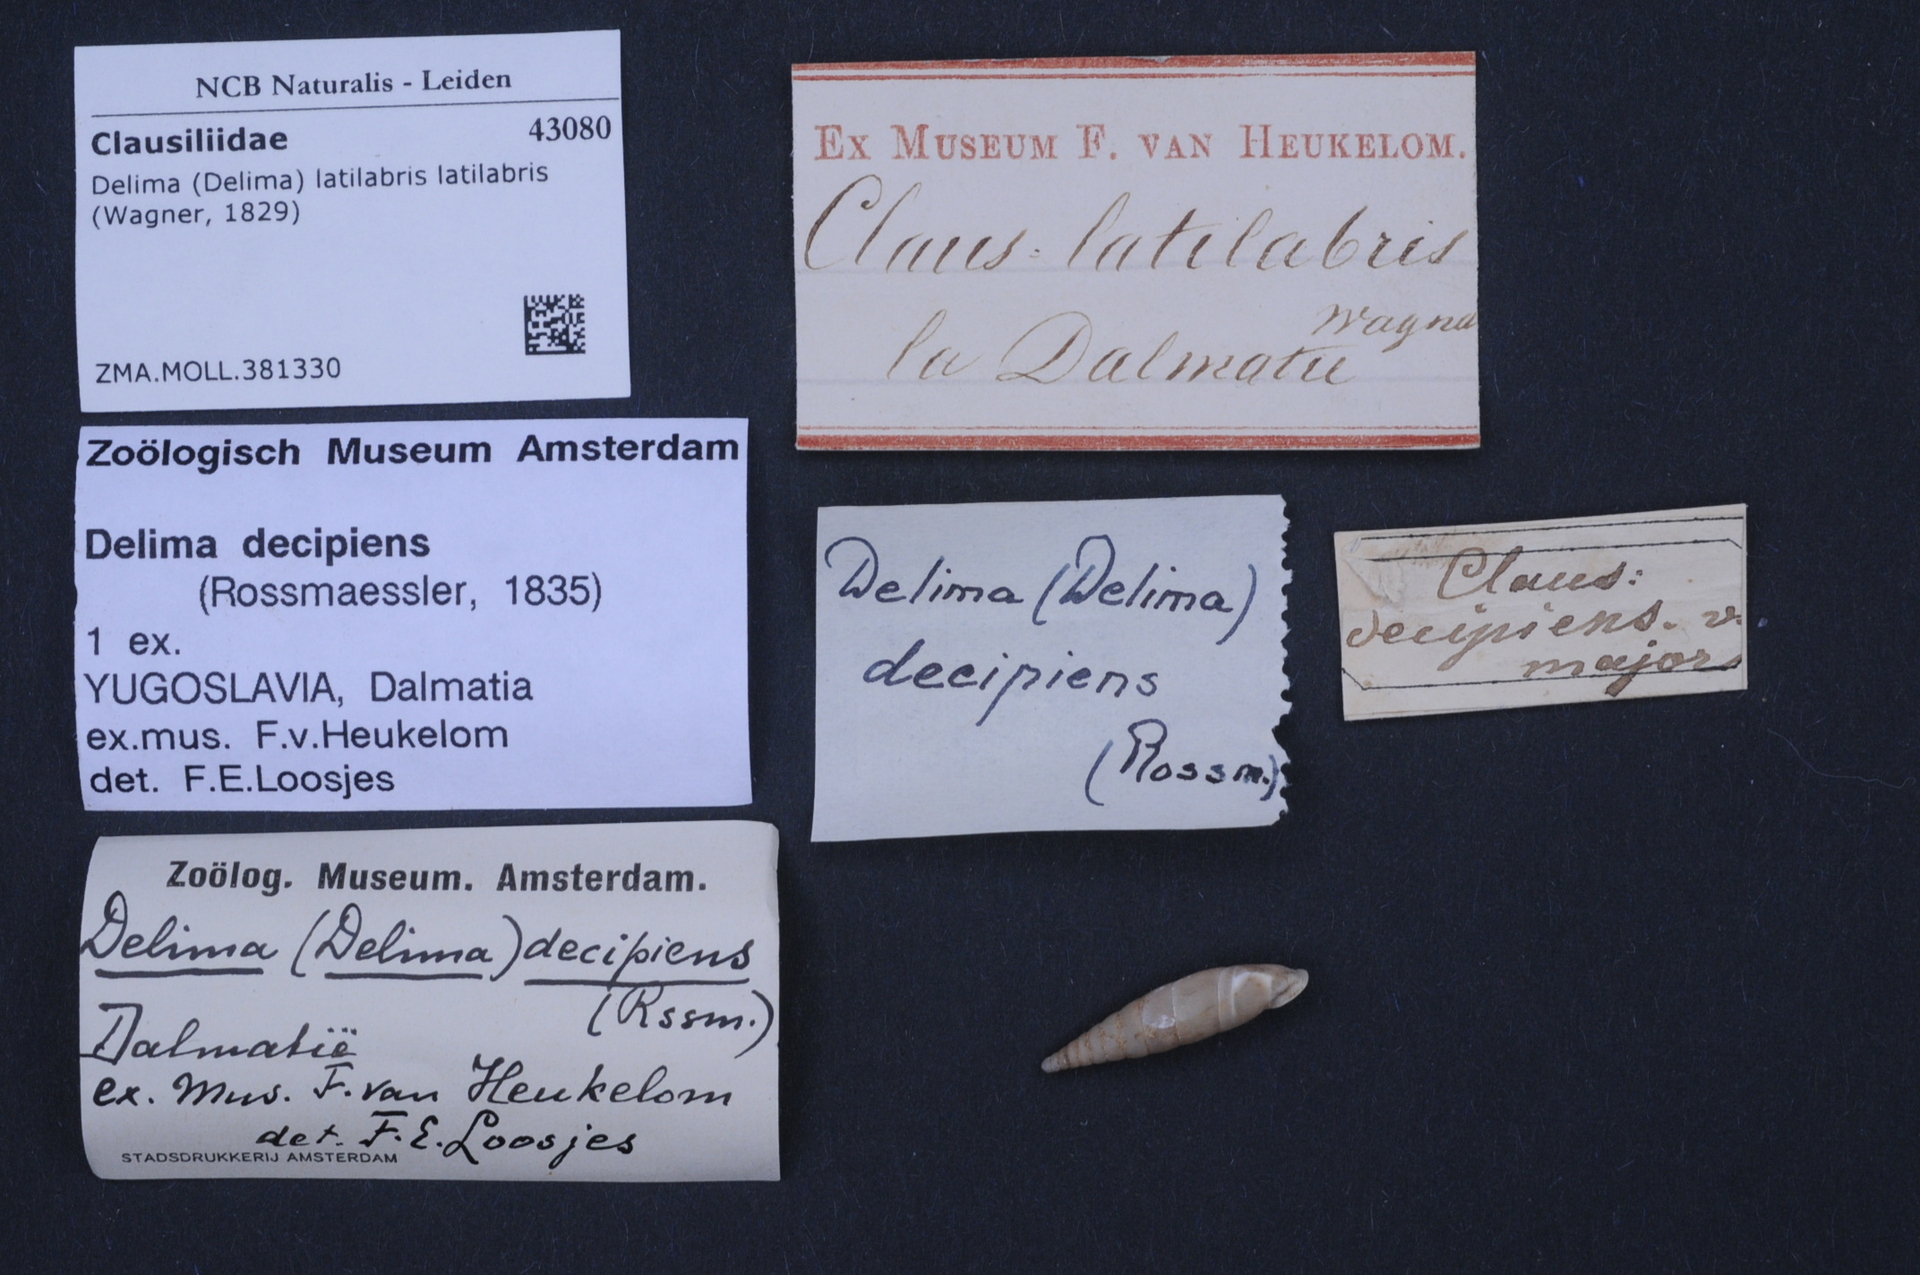 NCB Naturalis - Leiden
Clausiliidae 43080
Delima (Delima) latilabris latilabris
(Wagner, 1829)
ZMA.MOLL.381330
Zoölogisch Museum Amsterdam
Delima decipiens
(Rossmaessler, 1835)
1 ex.
YUGOSLAVIA, Dalmatia
ex.mus. F.v.Heukelom
det. F.E.Loosjes
Zoölog. Museum. Amsterdam.
Delima (Delima) decipiens
(Rssm.)
Dalmatië
ex. Mus. F. van Heukelom
det. F.E. Loosjes
STADSDRUKKERIJ AMSTERDAM
EX MUSEUM F. VAN HEUKELOM.
Claus: latilabris
Wagner
la Dalmatie
Delima (Delima)
decipiens
(Rossm.)
Claus:
decipiens. v.
major